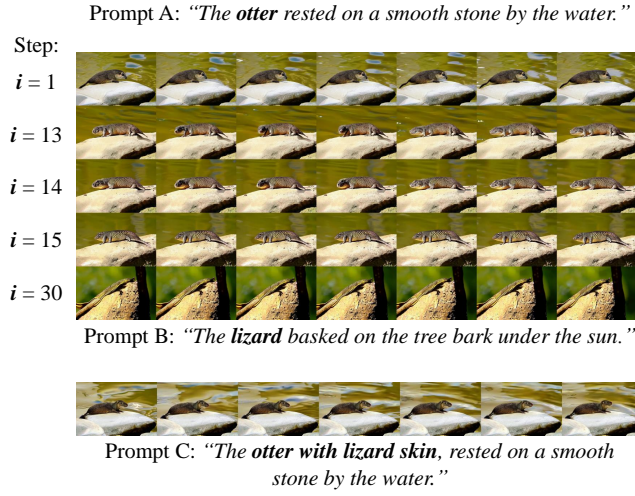 Prompt A: “The otter rested on a smooth stone by the water.”
Step:
i = 1
i = 13
i = 14
i = 15
i = 30
Prompt B: “The lizard basked on the tree bark under the sun.”
Prompt C: “The otter with lizard skin, rested on a smooth
stone by the water.”